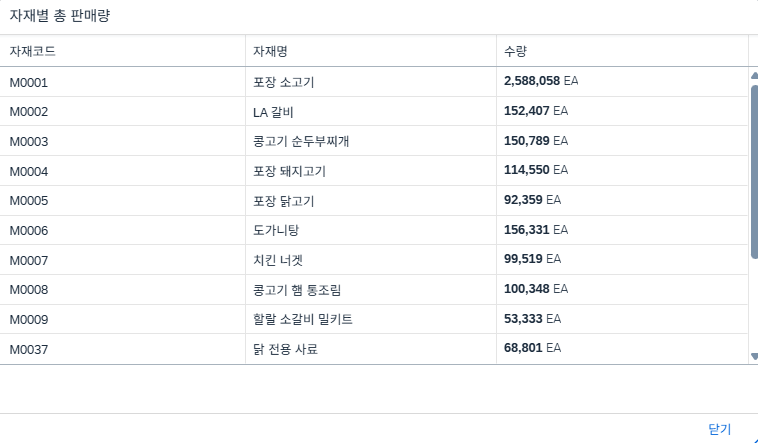 자재별 총 판매량
자재코드 자재명 수량
M0001 포장 소고기 2,588,058 EA
M0002 LA 갈비 152,407 EA
M0003 콩고기 순두부찌개 150,789 EA
M0004 포장 돼지고기 114,550 EA
M0005 포장 닭고기 92,359 EA
M0006 도가니탕 156,331 EA
M0007 치킨 너겟 99,519 EA
M0008 콩고기 햄 통조림 100,348 EA
M0009 할랄 소갈비 밀키트 53,333 EA
M0037 닭 전용 사료 68,801 EA
닫기